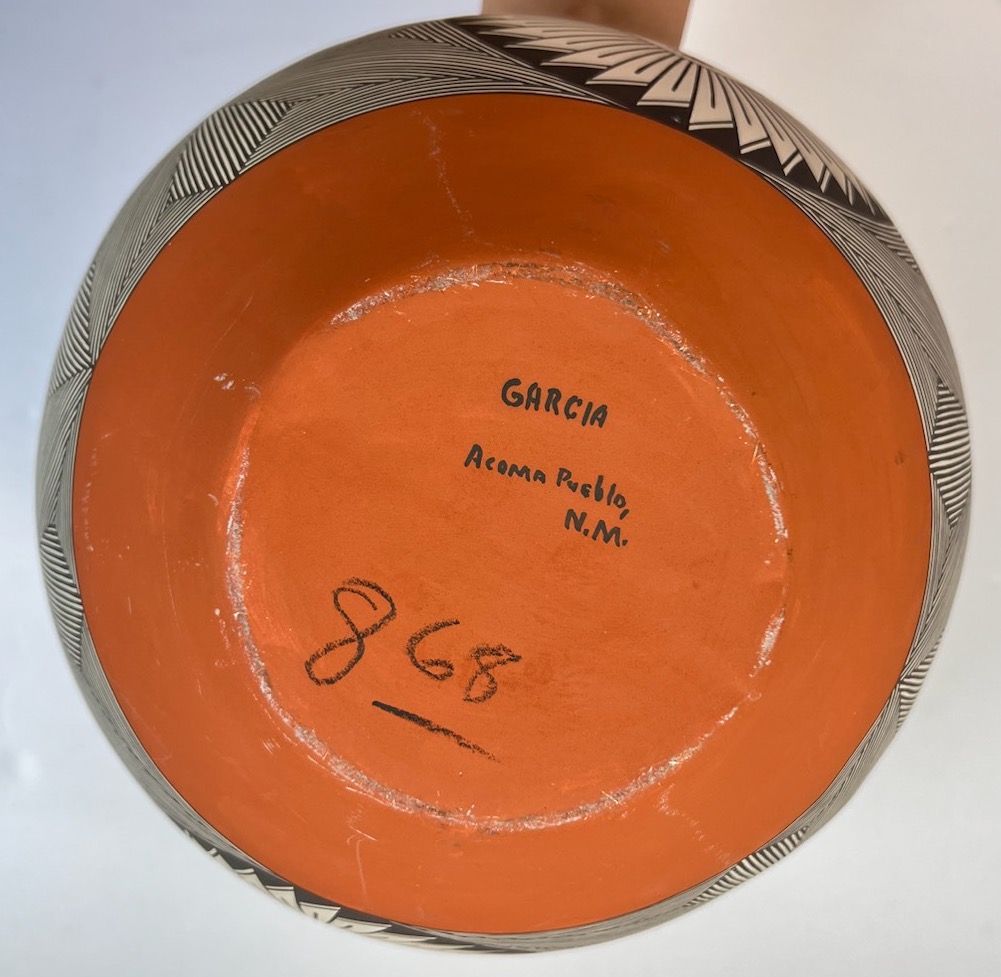 GARCIA
Acoma Pueblo,
N.M.
868